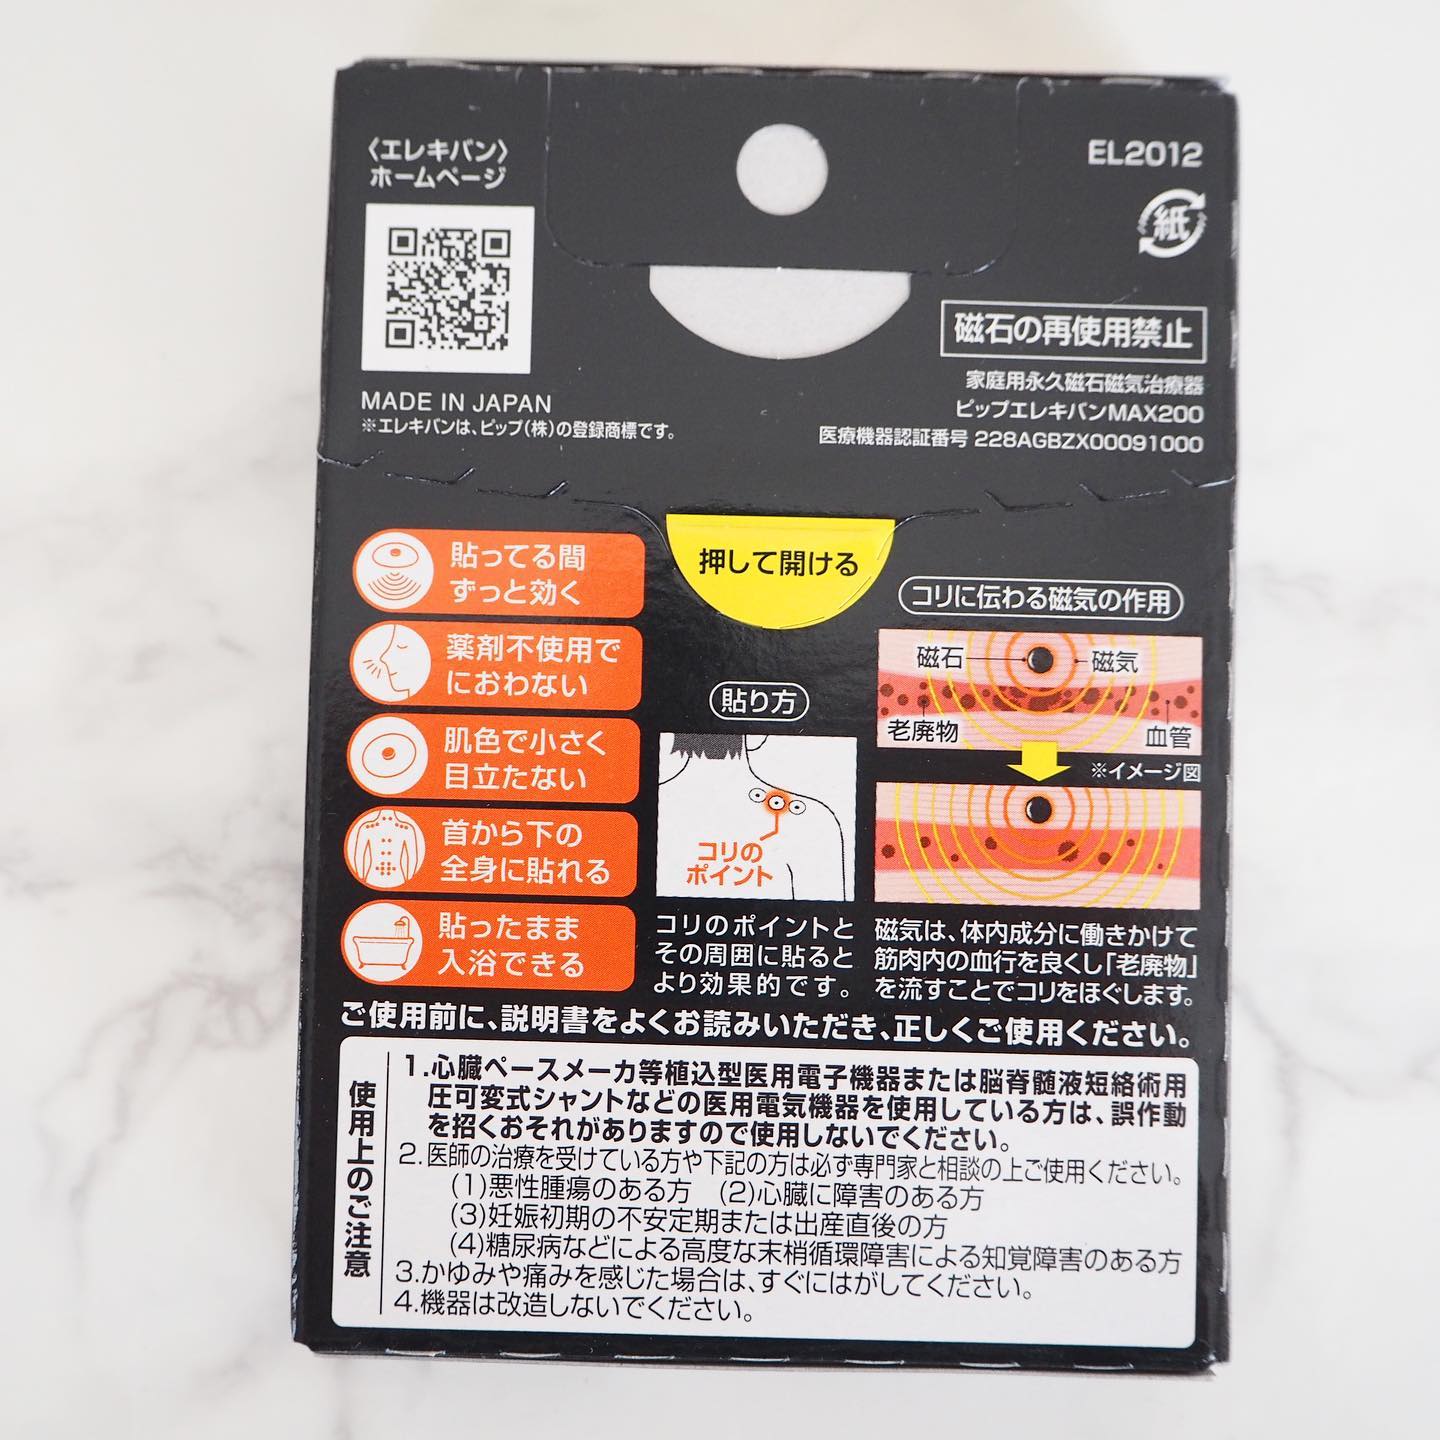 〈エレキバン〉
ホームページ
EL2012
紙
磁石の再使用禁止
家庭用永久磁石磁気治療器
ピップエレキバンMAX200
医療機器認証番号 228AGBZX00091000
MADE IN JAPAN
※エレキバンは、ピップ(株)の登録商標です。
押して開ける
貼ってる間
ずっと効く
薬剤不使用で
におわない
肌色で小さく
目立たない
首から下の
全身に貼れる
貼ったまま
入浴できる
貼り方
コリの
ポイント
コリのポイントと
その周囲に貼ると
より効果的です。
コリに伝わる磁気の作用
磁石
磁気
老廃物
血管
※イメージ図
磁気は、体内成分に働きかけて
筋肉内の血行を良くし「老廃物」
を流すことでコリをほぐします。
ご使用前に、説明書をよくお読みいただき、正しくご使用ください。
使用上のご注意
1.心臓ペースメーカ等植込型医用電子機器または脳脊髄液短絡術用
圧可変式シャントなどの医用電気機器を使用している方は、誤作動
を招くおそれがありますので使用しないでください。
2.医師の治療を受けている方や下記の方は必ず専門家と相談の上ご使用ください。
(1)悪性腫瘍のある方 (2)心臓に障害のある方
(3)妊娠初期の不安定期または出産直後の方
(4)糖尿病などによる高度な末梢循環障害による知覚障害のある方
3.かゆみや痛みを感じた場合は、すぐにはがしてください。
4.機器は改造しないでください。